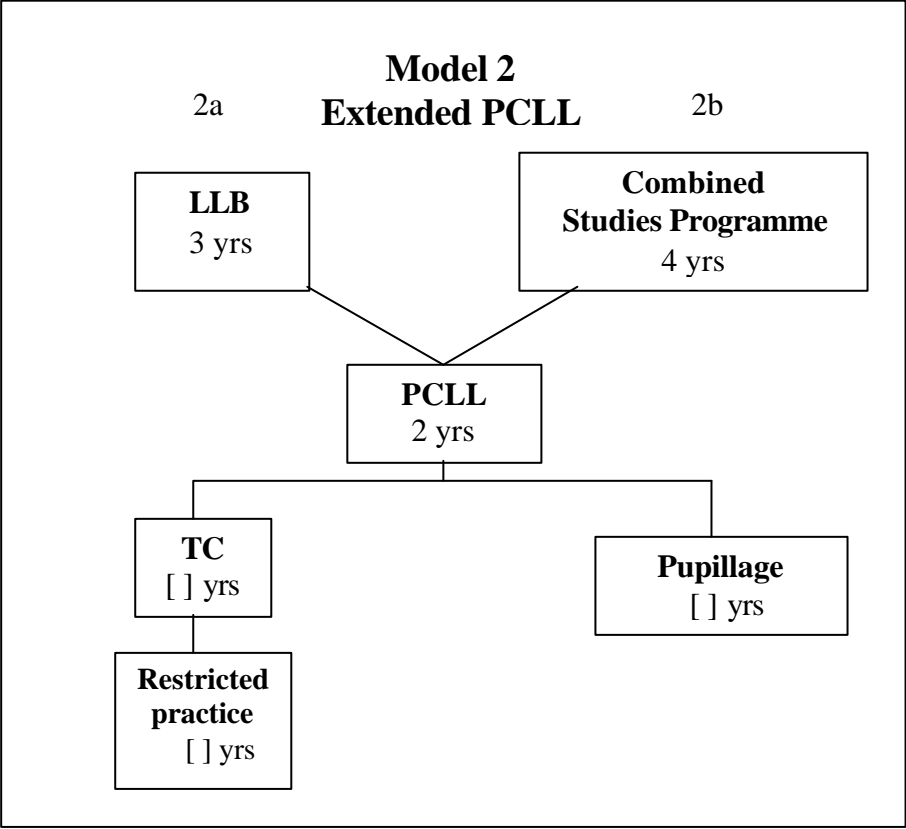 Model 2
2a
Extended PCLL
2b
LLB
3 yrs
Combined
Studies Programme
4 yrs
PCLL
2 yrs
TC
[ ] yrs
Pupillage
[ ] yrs
Restricted
practice
[ ] yrs